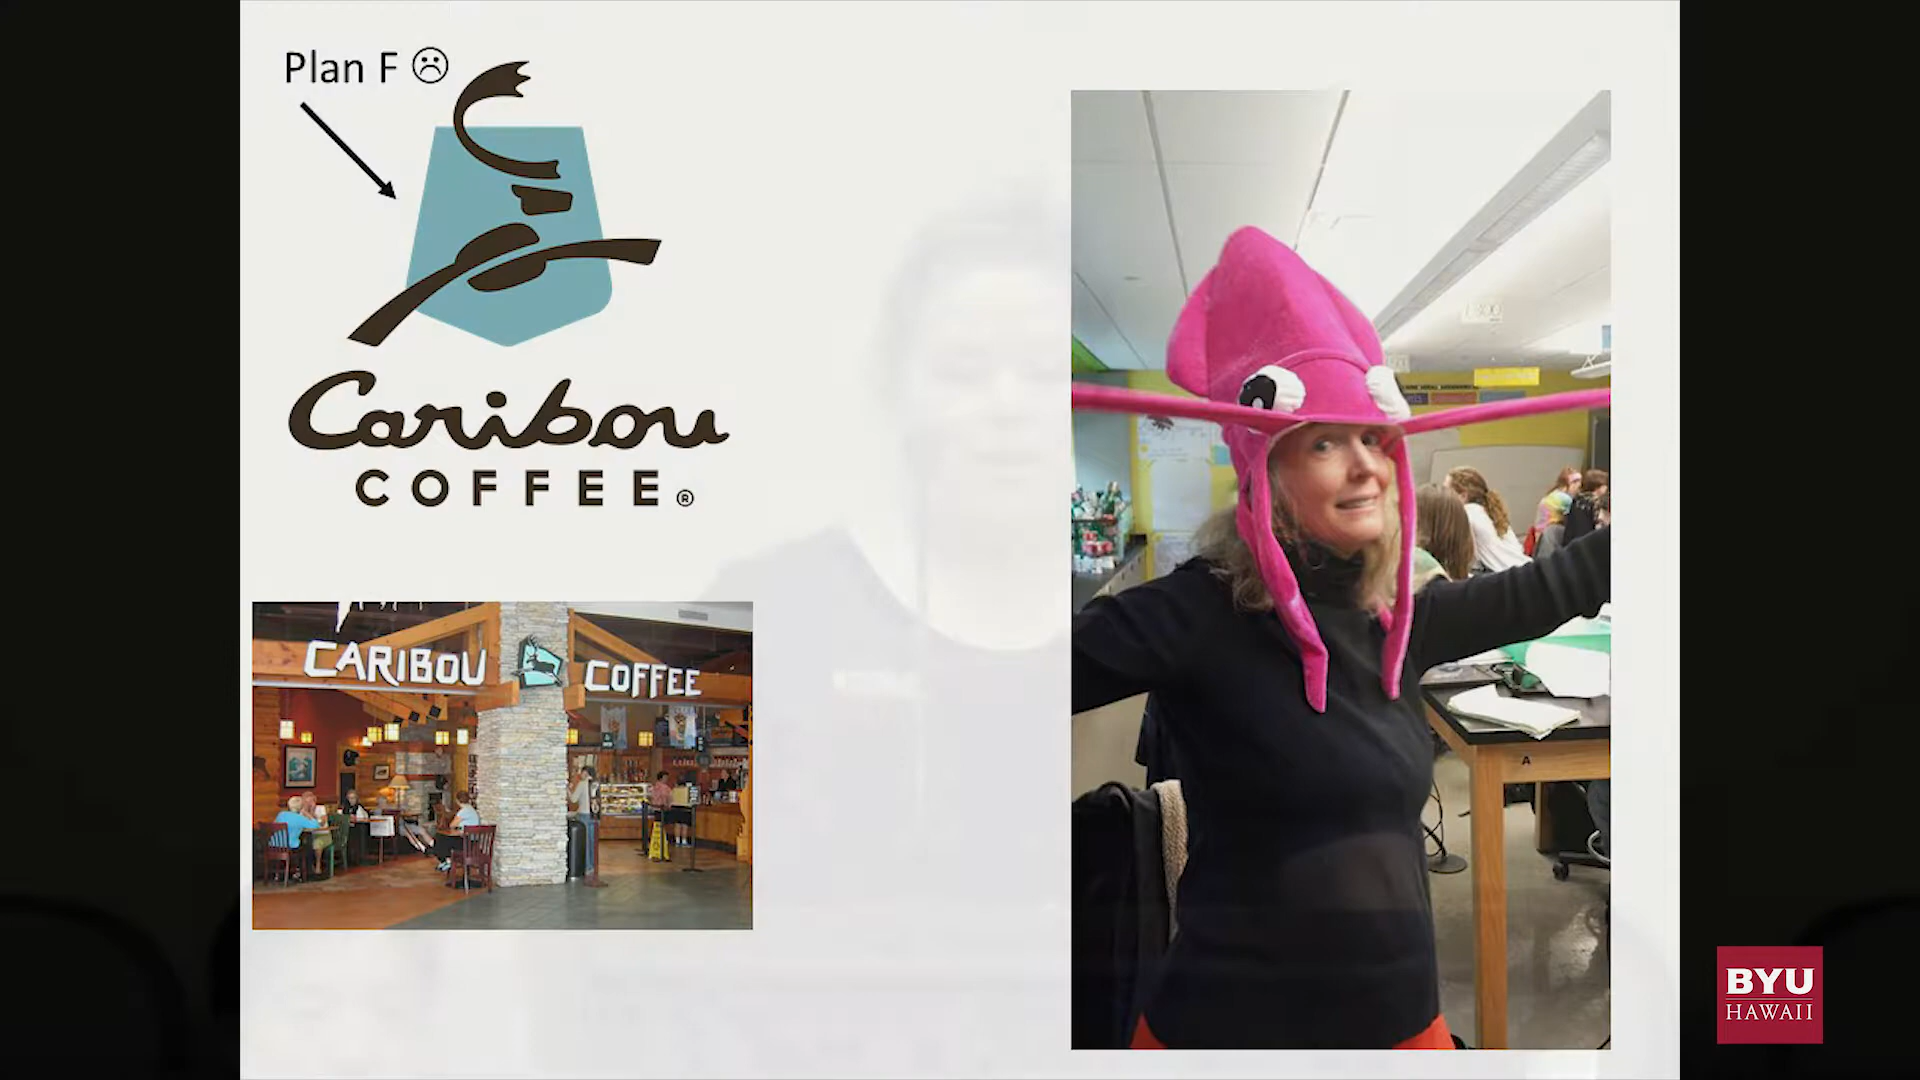 Plan F ☹
Caribou
COFFEE®
CARIBOU COFFEE
A
BYU
HAWAII